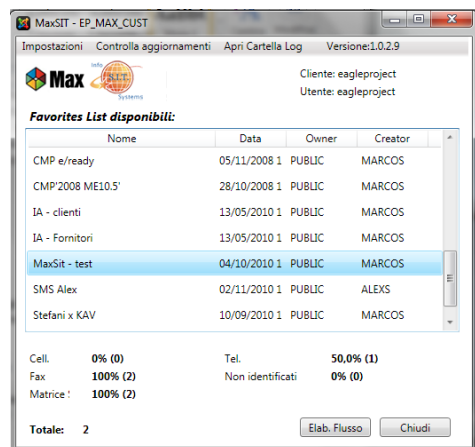 MaxSIT - EP_MAX_CUST
Impostazioni Controlla aggiornamenti Apri Cartella Log Versione:1.0.2.9
Max Info S.I.T. Systems
Cliente: eagleproject
Utente: eagleproject
Favorites List disponibili:
Nome Data Owner Creator
CMP e/ready 05/11/2008 1 PUBLIC MARCOS
CMP'2008 ME10.5' 28/10/2008 1 PUBLIC MARCOS
IA - clienti 13/05/2010 1 PUBLIC MARCOS
IA - Fornitori 13/05/2010 1 PUBLIC MARCOS
MaxSit - test 04/10/2010 1 PUBLIC MARCOS
SMS Alex 02/11/2010 1 PUBLIC ALEXS
Stefani x KAV 10/09/2010 1 PUBLIC MARCOS
Cell. 0% (0) Tel. 50,0% (1)
Fax 100% (2) Non identificati 0% (0)
Matrice 100% (2)
Totale: 2 Elab. Flusso Chiudi